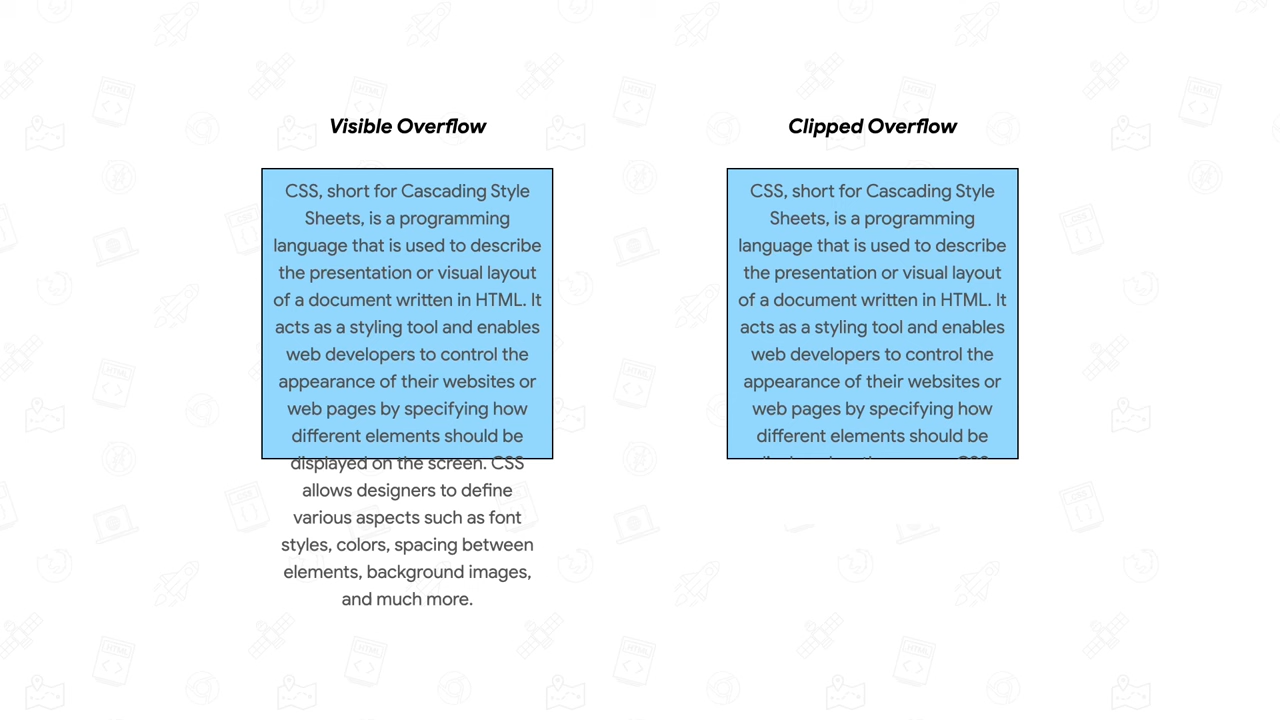 Visible Overflow
CSS, short for Cascading Style
Sheets, is a programming
language that is used to describe
the presentation or visual layout
of a document written in HTML. It
acts as a styling tool and enables
web developers to control the
appearance of their websites or
web pages by specifying how
different elements should be
displayed on the screen. CSS
allows designers to define
various aspects such as font
styles, colors, spacing between
elements, background images,
and much more.
Clipped Overflow
CSS, short for Cascading Style
Sheets, is a programming
language that is used to describe
the presentation or visual layout
of a document written in HTML. It
acts as a styling tool and enables
web developers to control the
appearance of their websites or
web pages by specifying how
different elements should be